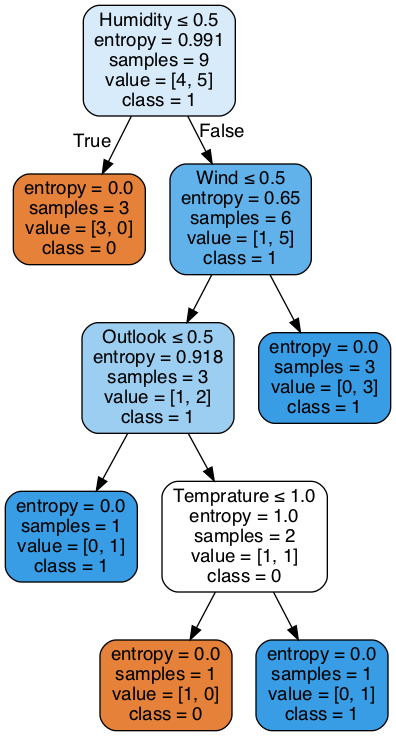 Humidity ≤ 0.5
entropy = 0.991
samples = 9
value = [4, 5]
class = 1
True
False
entropy = 0.0
samples = 3
value = [3, 0]
class = 0
Wind ≤ 0.5
entropy = 0.65
samples = 6
value = [1, 5]
class = 1
Outlook ≤ 0.5
entropy = 0.918
samples = 3
value = [1, 2]
class = 1
entropy = 0.0
samples = 3
value = [0, 3]
class = 1
entropy = 0.0
samples = 1
value = [0, 1]
class = 1
Temprature ≤ 1.0
entropy = 1.0
samples = 2
value = [1, 1]
class = 0
entropy = 0.0
samples = 1
value = [1, 0]
class = 0
entropy = 0.0
samples = 1
value = [0, 1]
class = 1